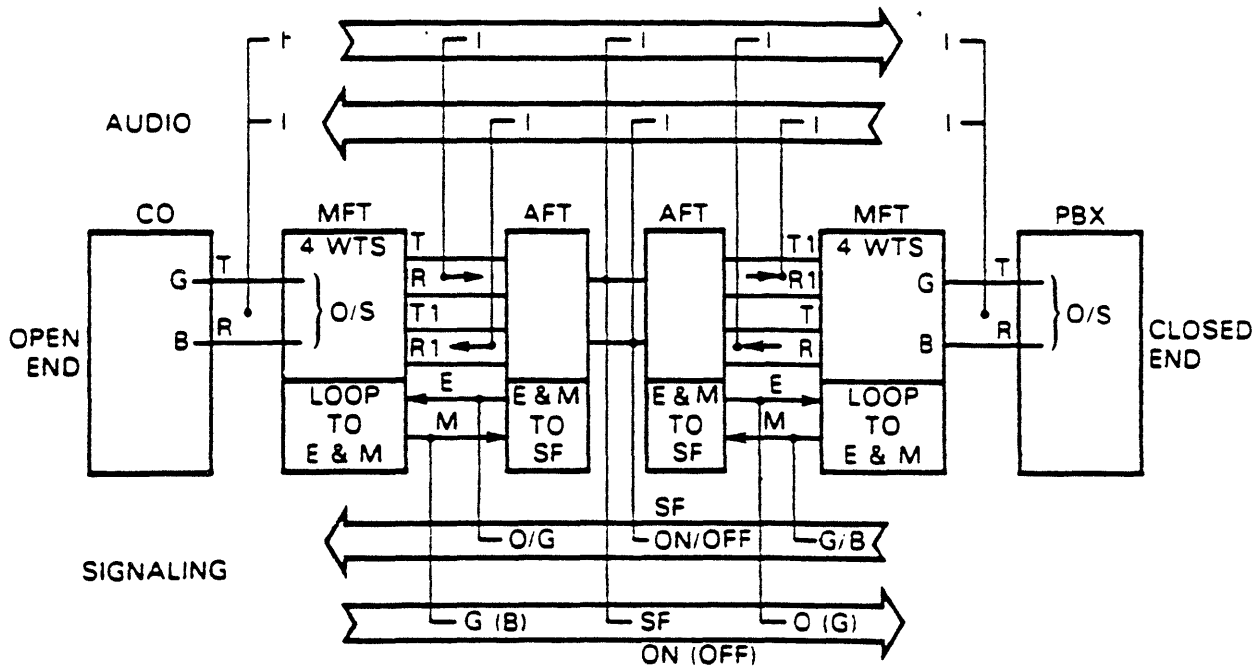 AUDIO
CO MFT AFT AFT MFT PBX
4 WTS T T1 4 WTS
G T R R1 G T
O/S T1 T O/S
B R R1 R B R
OPEN END
CLOSED END
E E
LOOP TO E & M
M
E & M TO SF
E & M TO SF
M
LOOP TO E & M
SF
O/G ON/OFF G/B
SIGNALING
G (B) SF O (G)
ON (OFF)